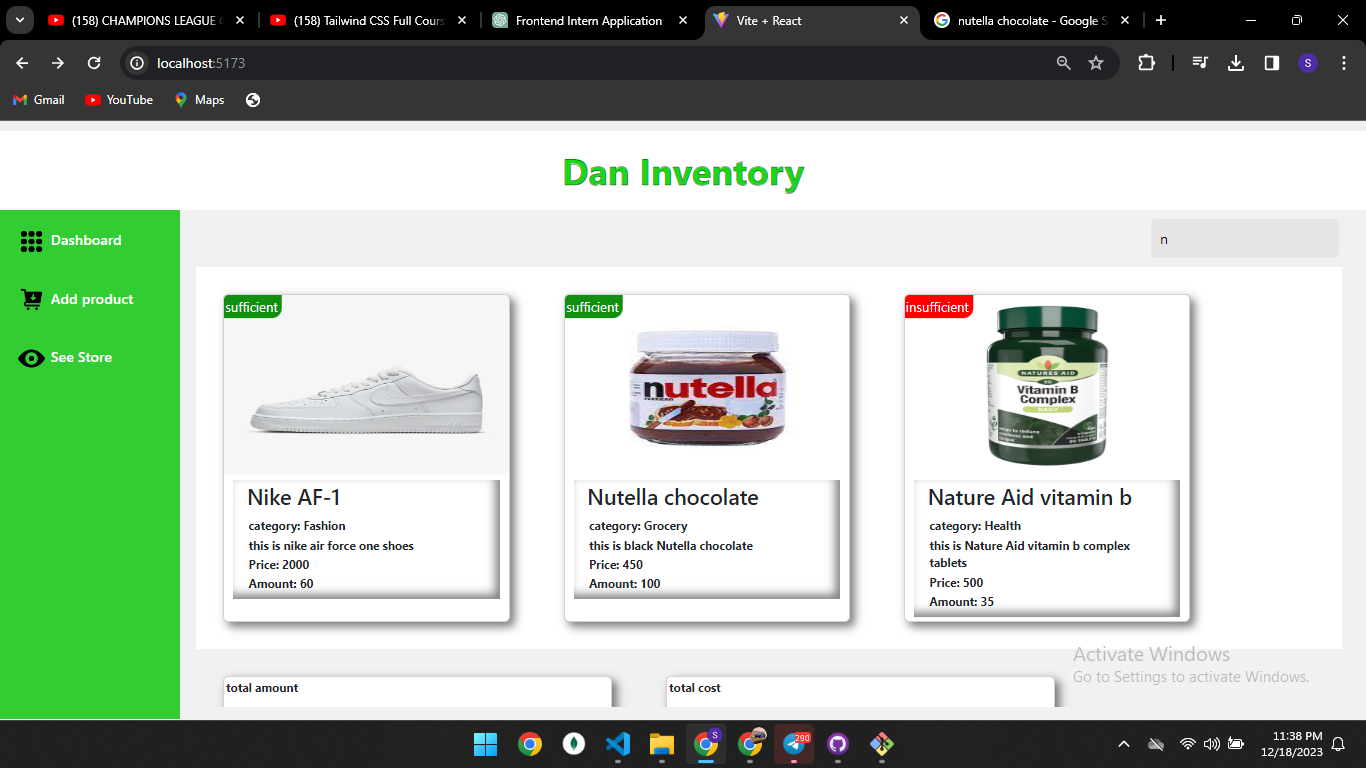 (158) CHAMPIONS LEAGUE
(158) Tailwind CSS Full Cours
Frontend Intern Application
Vite + React
nutella chocolate - Google S
localhost:5173
S
Gmail
YouTube
Maps
Dan Inventory
Dashboard
Add product
See Store
n
sufficient
sufficient
insufficient
nutella
NATURES AID
Vitamin B
Complex
DAILY
Nike AF-1
category: Fashion
this is nike air force one shoes
Price: 2000
Amount: 60
Nutella chocolate
category: Grocery
this is black Nutella chocolate
Price: 450
Amount: 100
Nature Aid vitamin b
category: Health
this is Nature Aid vitamin b complex
tablets
Price: 500
Amount: 35
total amount
total cost
Activate Windows
Go to Settings to activate Windows.
S
290
11:38 PM
12/18/2023